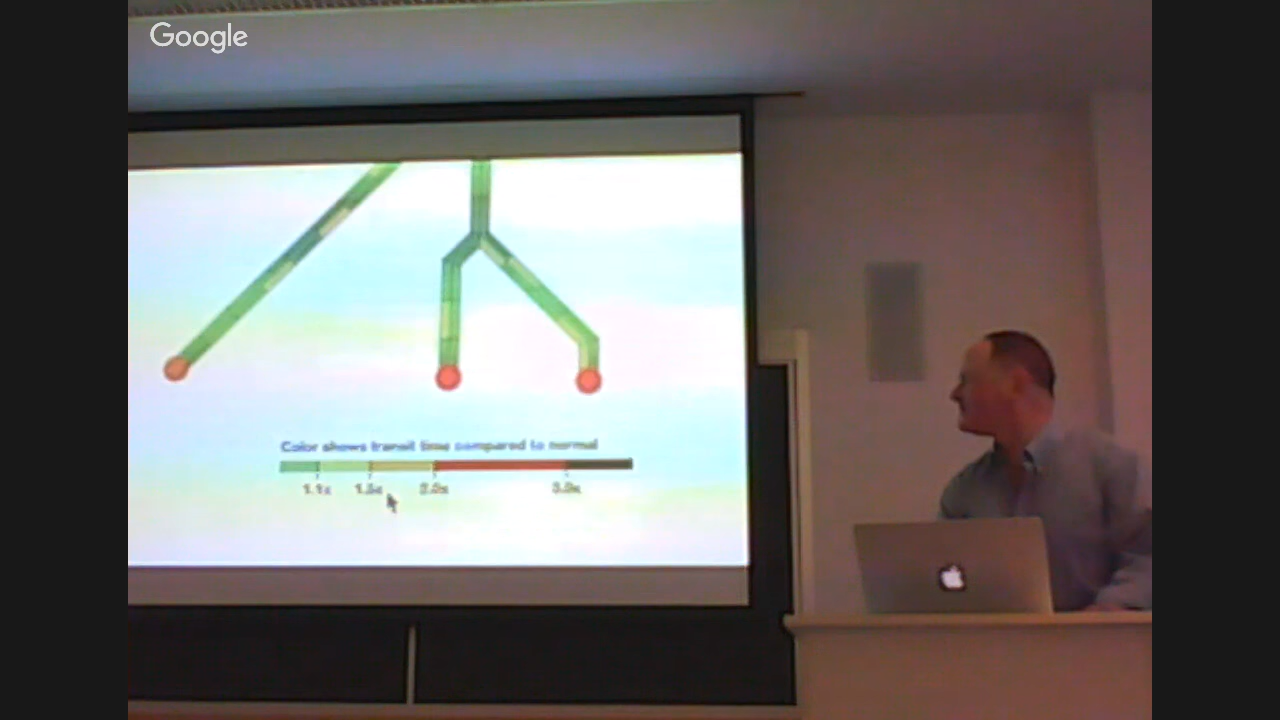 Google
Color shows transit time compared to normal
1.1x 1.5x 2.0x 3.0x